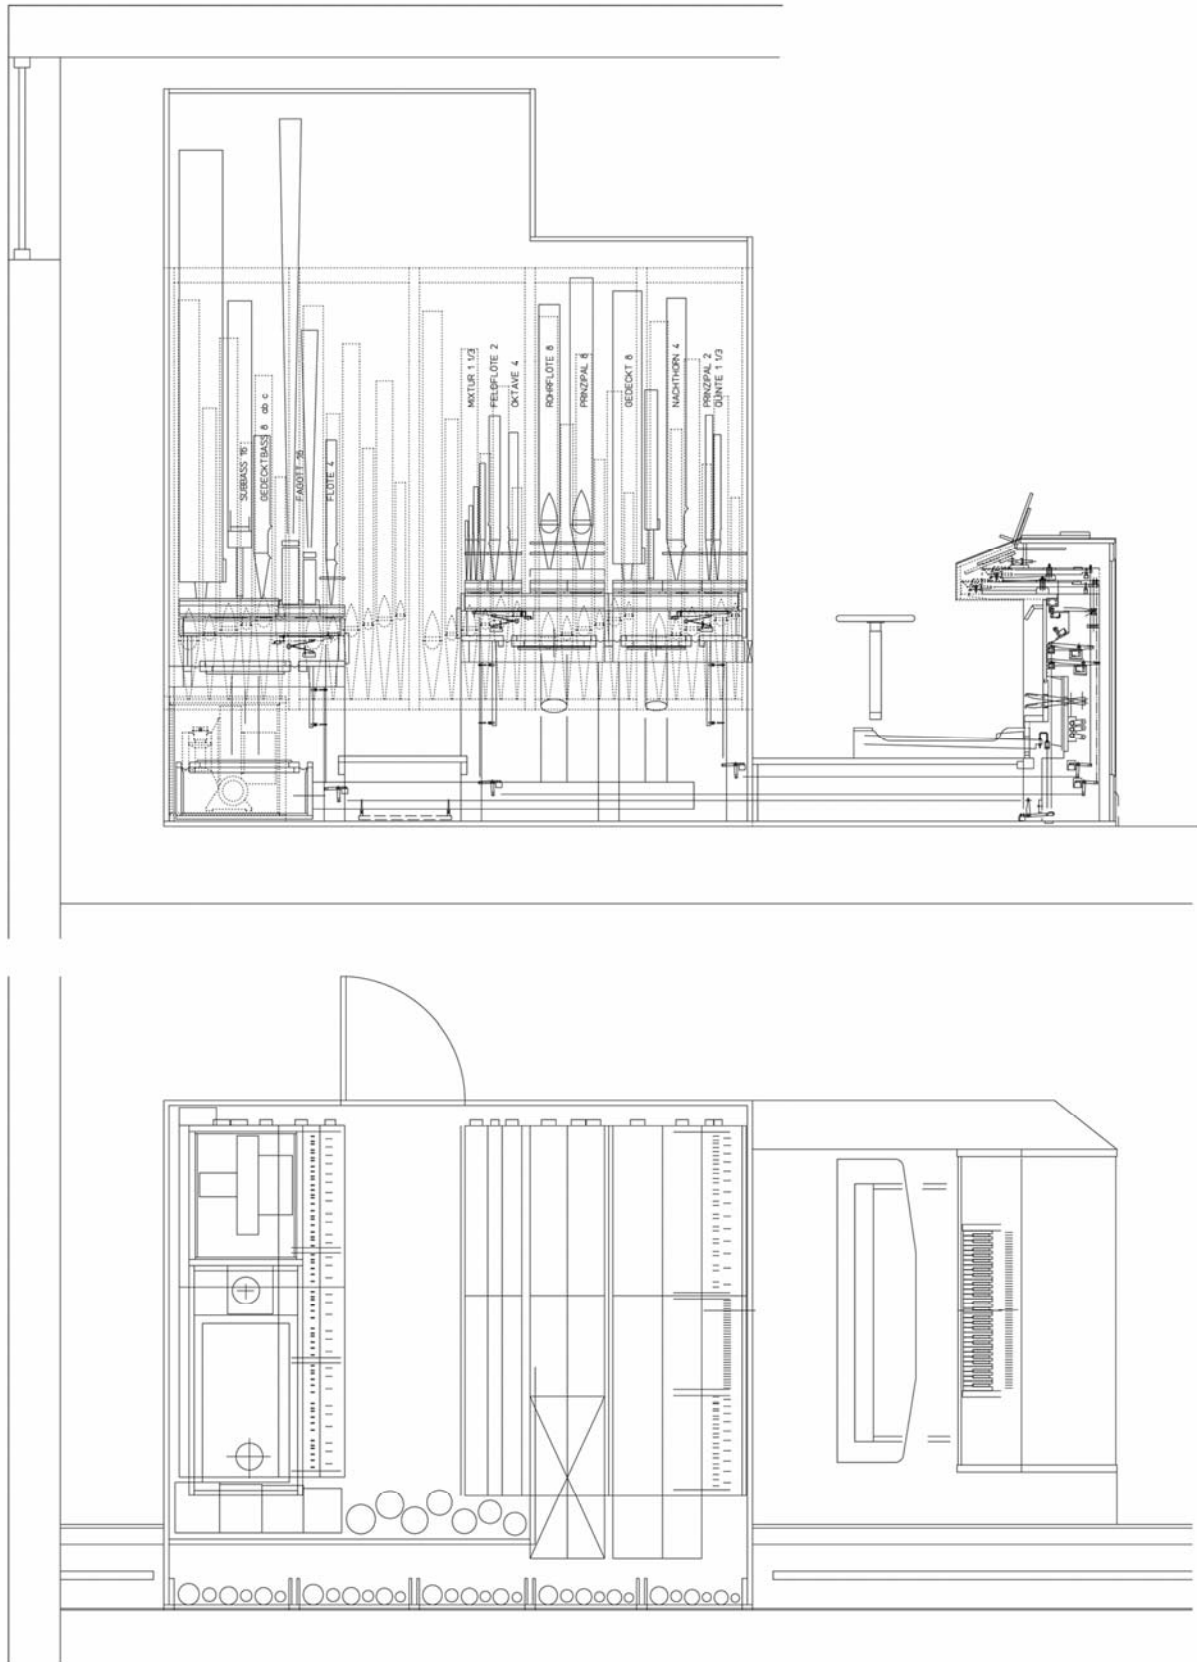 SUBBASS 16
GEDECKTBASS 8 ab c
FAGOTT 16
FLÖTE 4
MIXTUR 1 1/3
FELDFLÖTE 2
OKTAVE 4
ROHRFLÖTE 8
PRINZIPAL 8
GEDECKT 8
NACHTHORN 4
PRINZIPAL 2
QUINTE 1 1/3